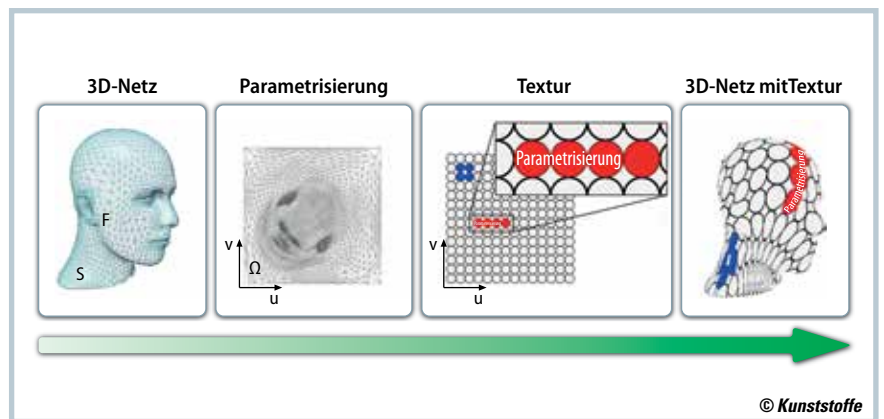 3D-Netz
Parametrisierung
Textur
3D-Netz mitTextur
F
S
v
Ω
u
Parametrisierung
v
u
Parametrisierung
© Kunststoffe